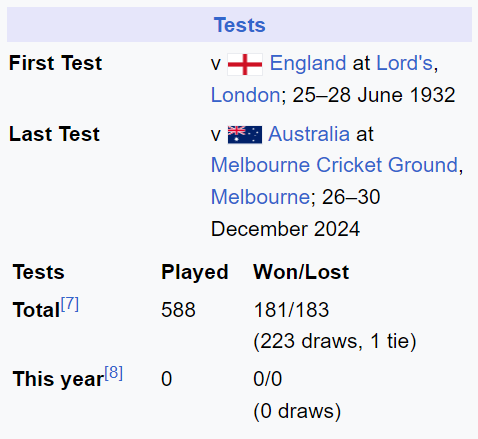 Tests
First Test v England at Lord's,
London; 25–28 June 1932
Last Test v Australia at
Melbourne Cricket Ground,
Melbourne; 26–30
December 2024
Tests Played Won/Lost
Total[7] 588 181/183
(223 draws, 1 tie)
This year[8] 0 0/0
(0 draws)